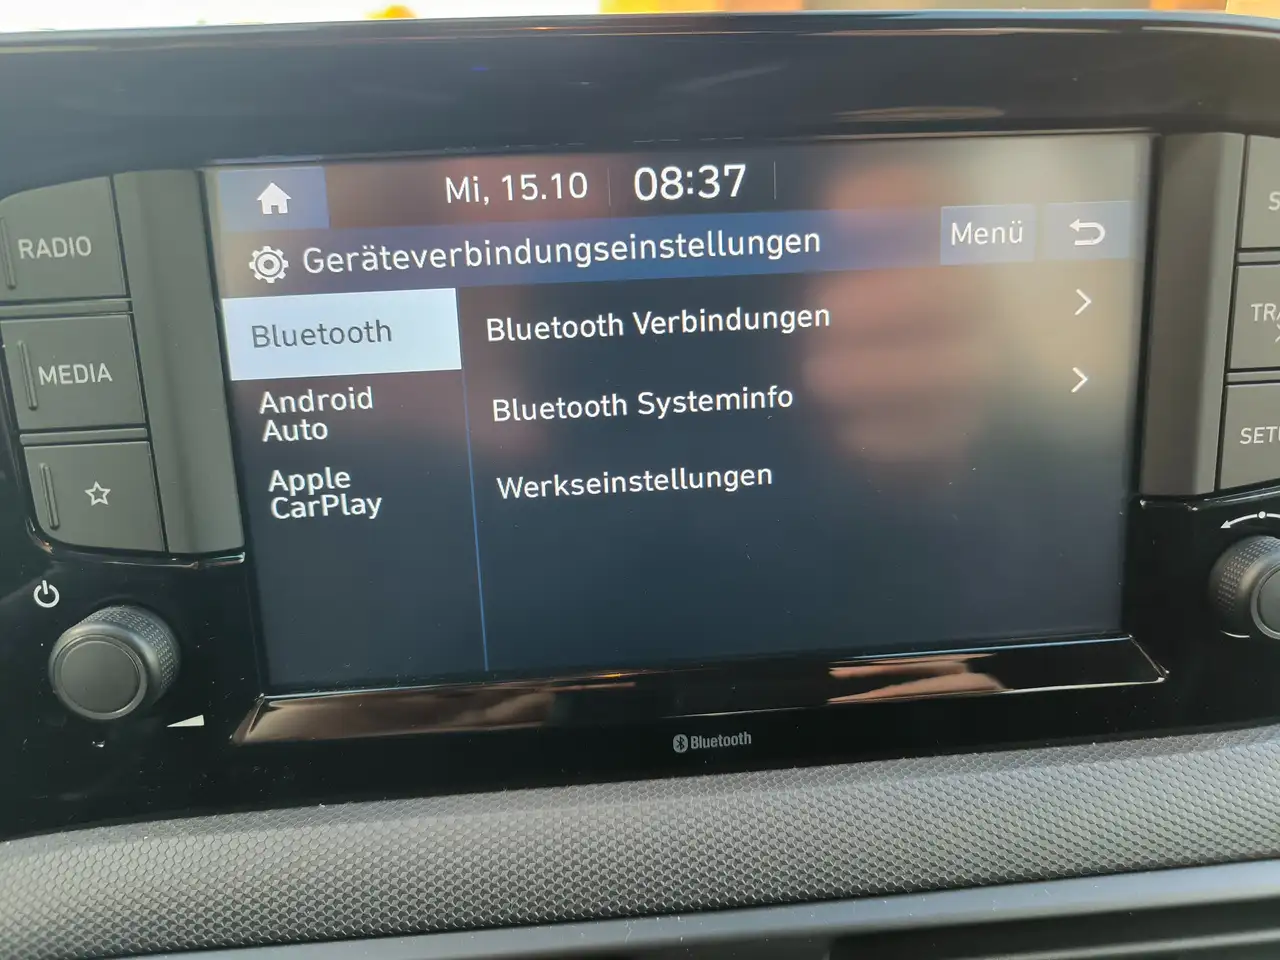 Mi, 15.10 08:37
Geräteverbindungseinstellungen Menü
Bluetooth
Android
Auto
Apple
CarPlay
Bluetooth Verbindungen
Bluetooth Systeminfo
Werkseinstellungen
RADIO
MEDIA
Bluetooth